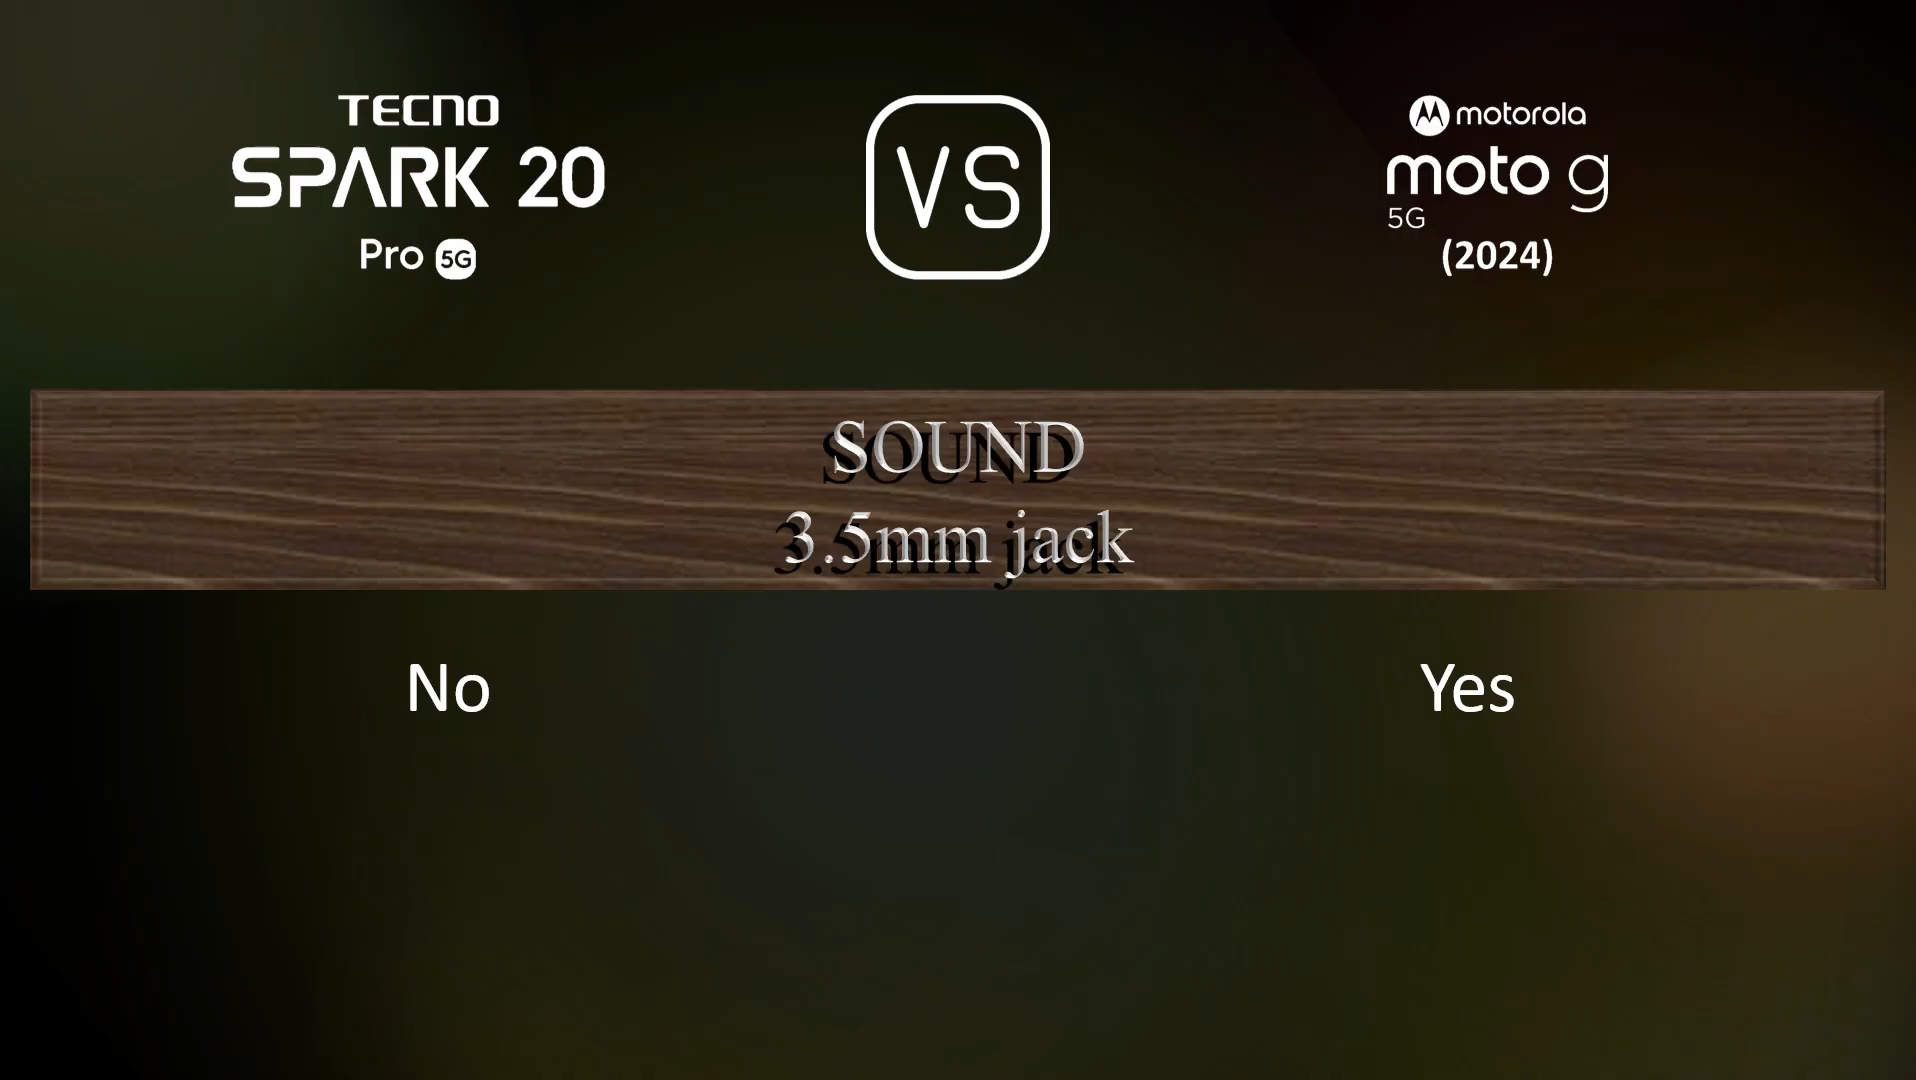 TECNO
SPARK 20
Pro 5G
VS
motorola
moto g
5G
(2024)
SOUND
3.5mm jack
No
Yes